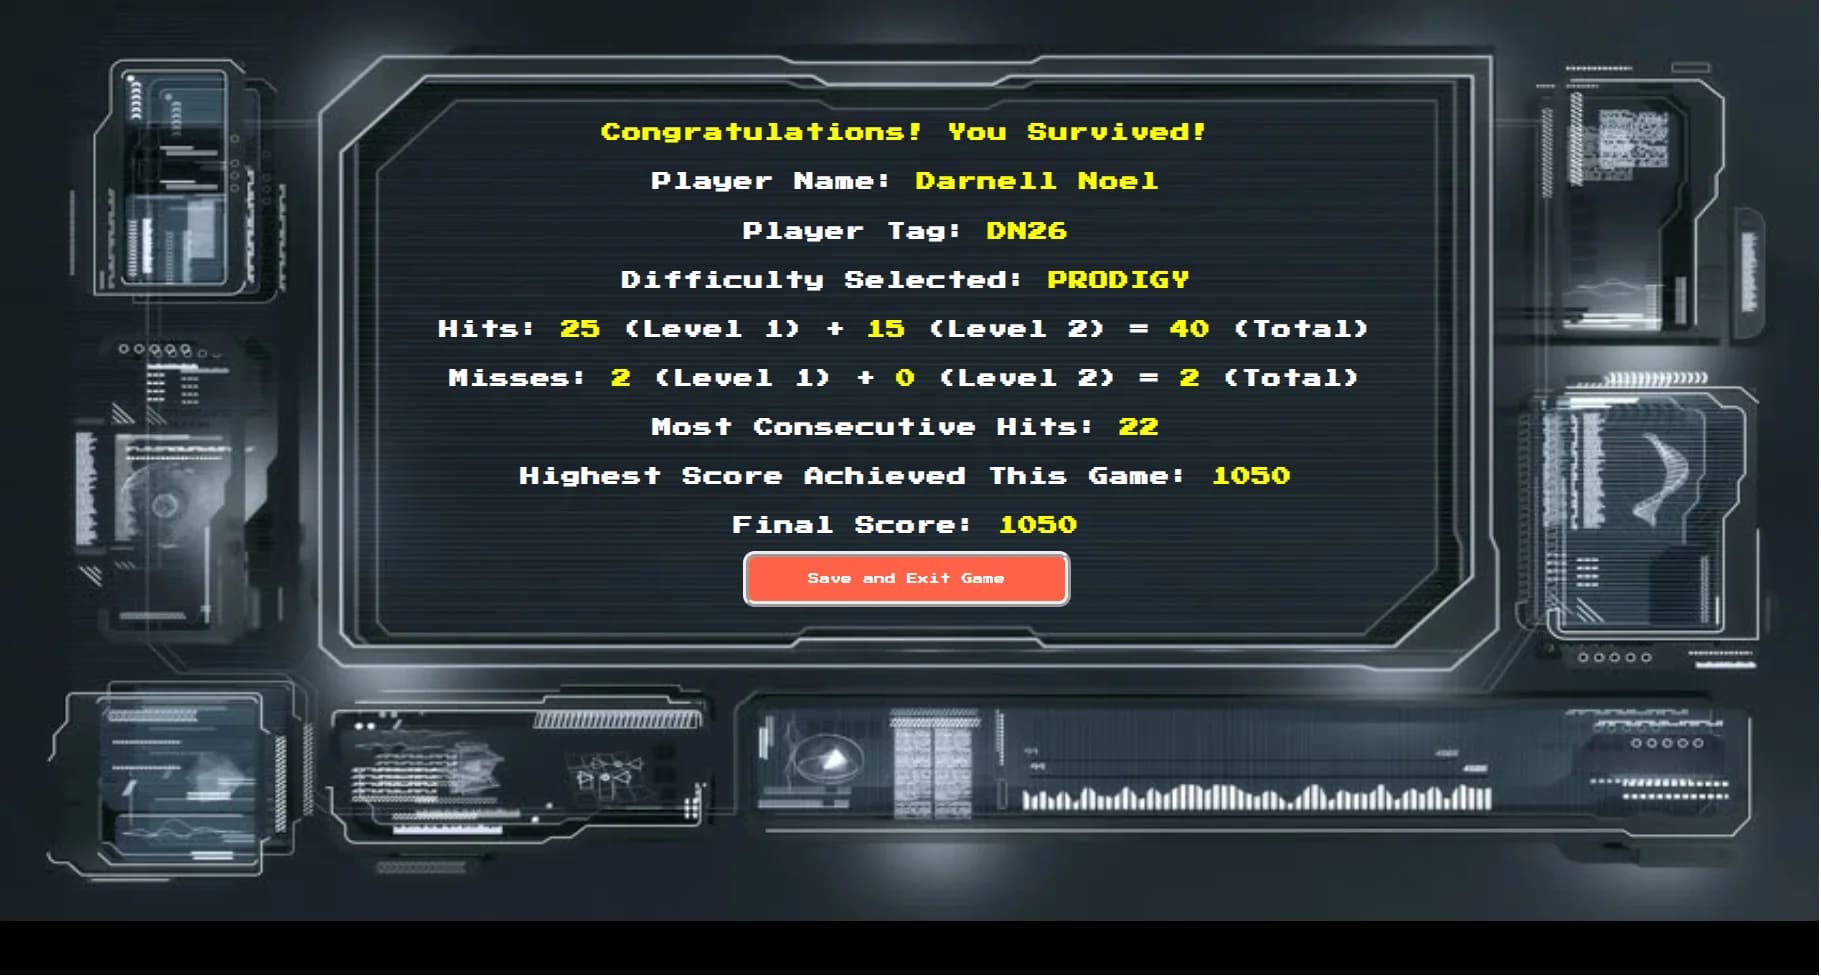 Congratulations! You Survived!
Player Name: Darnell Noel
Player Tag: DN26
Difficulty Selected: PRODIGY
Hits: 25 (Level 1) + 15 (Level 2) = 40 (Total)
Misses: 2 (Level 1) + 0 (Level 2) = 2 (Total)
Most Consecutive Hits: 22
Highest Score Achieved This Game: 1050
Final Score: 1050
Save and Exit Game